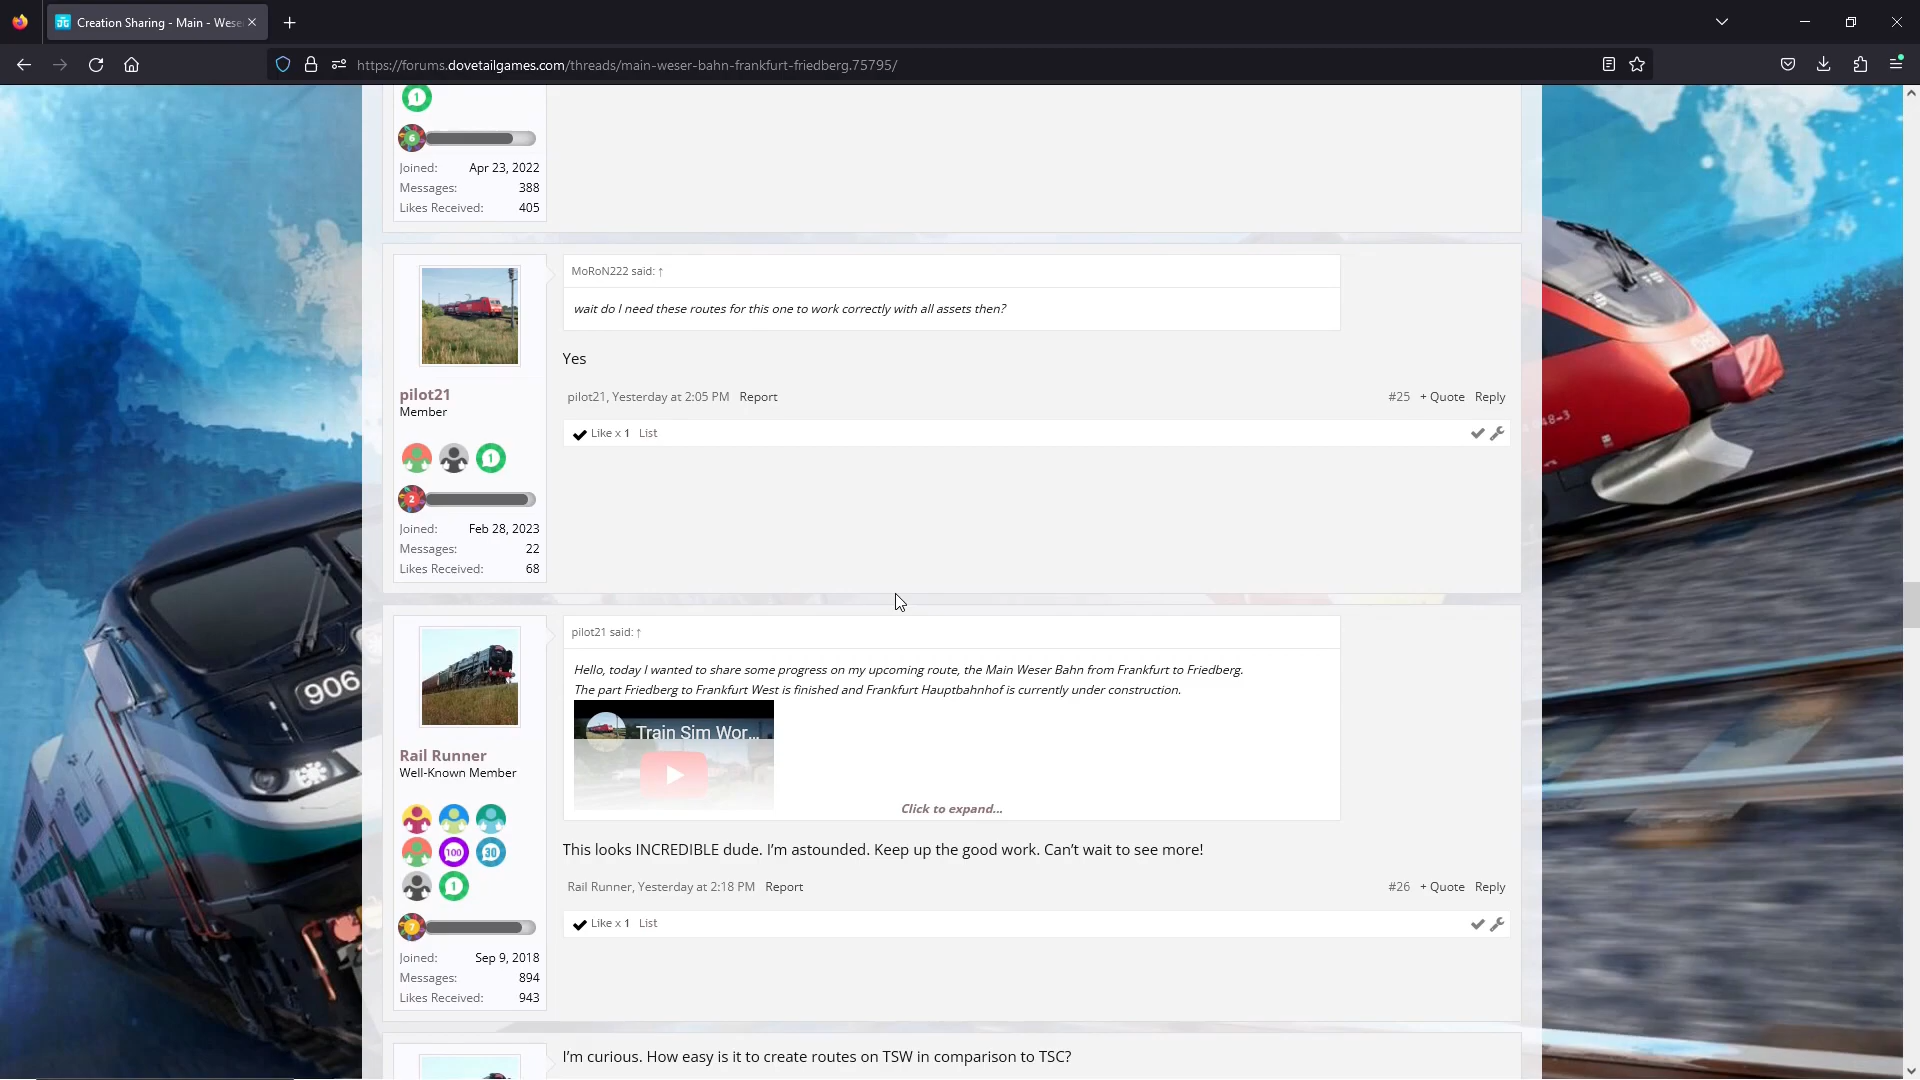 Creation Sharing - Main - Wese
https://forums.dovetailgames.com/threads/main-weser-bahn-frankfurt-friedberg.75795/
1
6
Joined: Apr 23, 2022
Messages: 388
Likes Received: 405
MoRoN222 said: ↑
wait do I need these routes for this one to work correctly with all assets then?
Yes
pilot21
Member
pilot21, Yesterday at 2:05 PM Report #25 + Quote Reply
Like x 1 List
1
2
Joined: Feb 28, 2023
Messages: 22
Likes Received: 68
pilot21 said: ↑
Hello, today I wanted to share some progress on my upcoming route, the Main Weser Bahn from Frankfurt to Friedberg.
The part Friedberg to Frankfurt West is finished and Frankfurt Hauptbahnhof is currently under construction.
Train Sim Wor...
Click to expand...
Rail Runner
Well-Known Member
100
30
1
7
This looks INCREDIBLE dude. I'm astounded. Keep up the good work. Can't wait to see more!
Rail Runner, Yesterday at 2:18 PM Report #26 + Quote Reply
Like x 1 List
Joined: Sep 9, 2018
Messages: 894
Likes Received: 943
I'm curious. How easy is it to create routes on TSW in comparison to TSC?
906